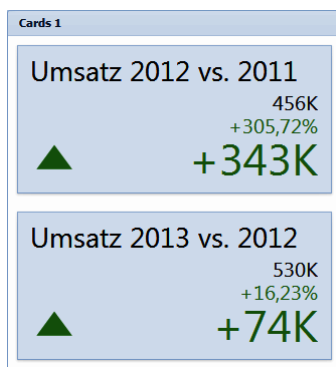 Cards 1
Umsatz 2012 vs. 2011
456K
+305,72%
+343K
Umsatz 2013 vs. 2012
530K
+16,23%
+74K